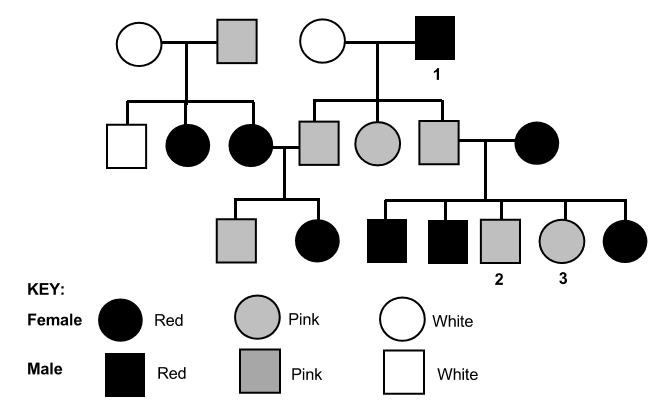 1
2 3
KEY:
Female Red Pink White
Male Red Pink White